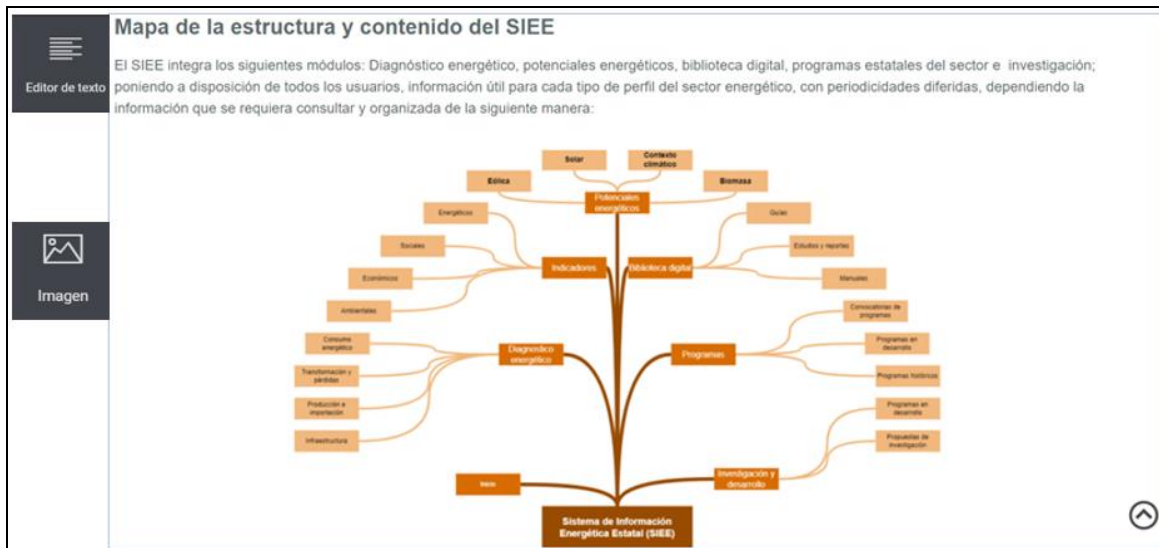 Mapa de la estructura y contenido del SIEE
Editor de texto
El SIEE integra los siguientes módulos: Diagnóstico energético, potenciales energéticos, biblioteca digital, programas estatales del sector e investigación;
poniendo a disposición de todos los usuarios, información útil para cada tipo de perfil del sector energético, con periodicidades diferidas, dependiendo la
información que se requiera consultar y organizada de la siguiente manera:
Imagen
Solar
Contexto
climático
Eólica
Biomasa
Potenciales
energéticos
Energéticos
Sociales
Económicos
Ambientales
Indicadores
Biblioteca digital
Guías
Estudios y reportes
Manuales
Consumo
energético
Transformación y
pérdidas
Producción e
importación
Infraestructura
Diagnostico
energético
Programas
Convocatorias de
programas
Programas en
desarrollo
Programas históricos
Programas en
desarrollo
Propuestas de
investigación
Inicio
Investigación y
desarrollo
Sistema de Información
Energética Estatal (SIEE)